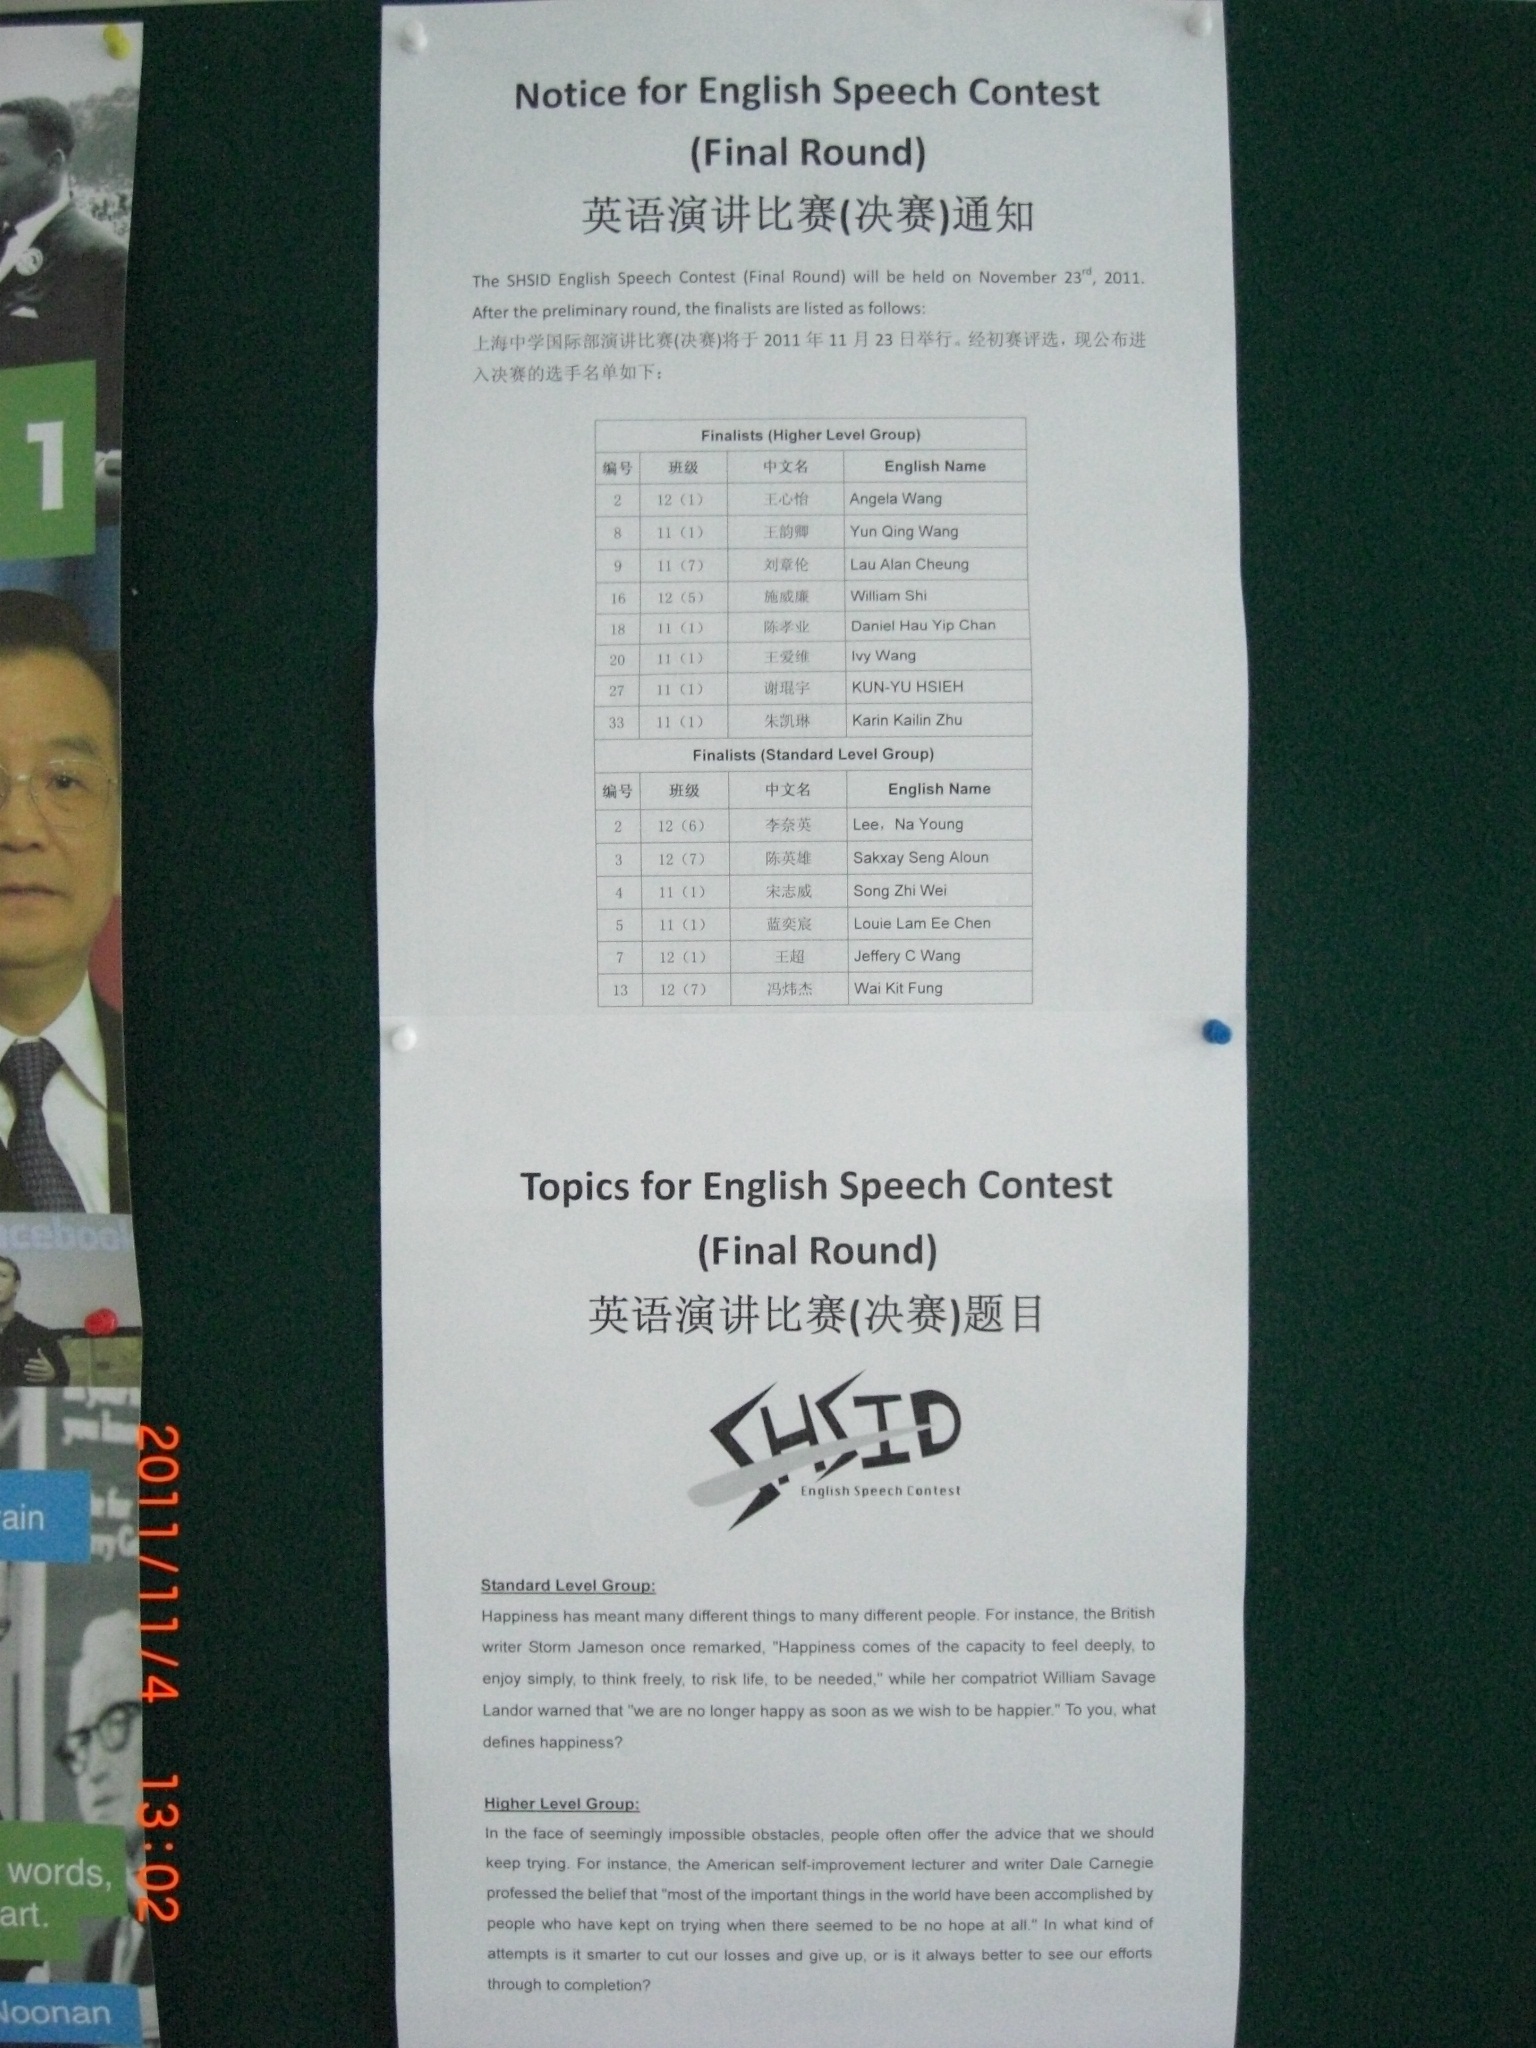 Notice for English Speech Contest
(Final Round)
英语演讲比赛(决赛)通知
The SHSID English Speech Contest (Final Round) will be held on November 23rd, 2011.
After the preliminary round, the finalists are listed as follows:
上海中学国际部演讲比赛(决赛)将于 2011 年 11 月 23 日举行。经初赛评选，现公布进
入决赛的选手名单如下：
Finalists (Higher Level Group)
编号 班级 中文名 English Name
2 12（1） 王心怡 Angela Wang
8 11（1） 王韵卿 Yun Qing Wang
9 11（7） 刘章伦 Lau Alan Cheung
16 12（5） 施威廉 William Shi
18 11（1） 陈孝业 Daniel Hau Yip Chan
20 11（1） 王爱维 Ivy Wang
27 11（1） 谢琨宇 KUN-YU HSIEH
33 11（1） 朱凯琳 Karin Kailin Zhu
Finalists (Standard Level Group)
编号 班级 中文名 English Name
2 12（6） 李奈英 Lee，Na Young
3 12（7） 陈英雄 Sakxay Seng Aloun
4 11（1） 宋志威 Song Zhi Wei
5 11（1） 蓝奕宸 Louie Lam Ee Chen
7 12（1） 王超 Jeffery C Wang
13 12（7） 冯炜杰 Wai Kit Fung
Topics for English Speech Contest
(Final Round)
英语演讲比赛(决赛)题目
SHSID
English Speech Contest
Standard Level Group:
Happiness has meant many different things to many different people. For instance, the British
writer Storm Jameson once remarked, "Happiness comes of the capacity to feel deeply, to
enjoy simply, to think freely, to risk life, to be needed," while her compatriot William Savage
Landor warned that "we are no longer happy as soon as we wish to be happier." To you, what
defines happiness?
Higher Level Group:
In the face of seemingly impossible obstacles, people often offer the advice that we should
keep trying. For instance, the American self-improvement lecturer and writer Dale Carnegie
professed the belief that "most of the important things in the world have been accomplished by
people who have kept on trying when there seemed to be no hope at all." In what kind of
attempts is it smarter to cut our losses and give up, or is it always better to see our efforts
through to completion?
1
acebook
rain
words,
art.
Noonan
2011/11/4 13:02